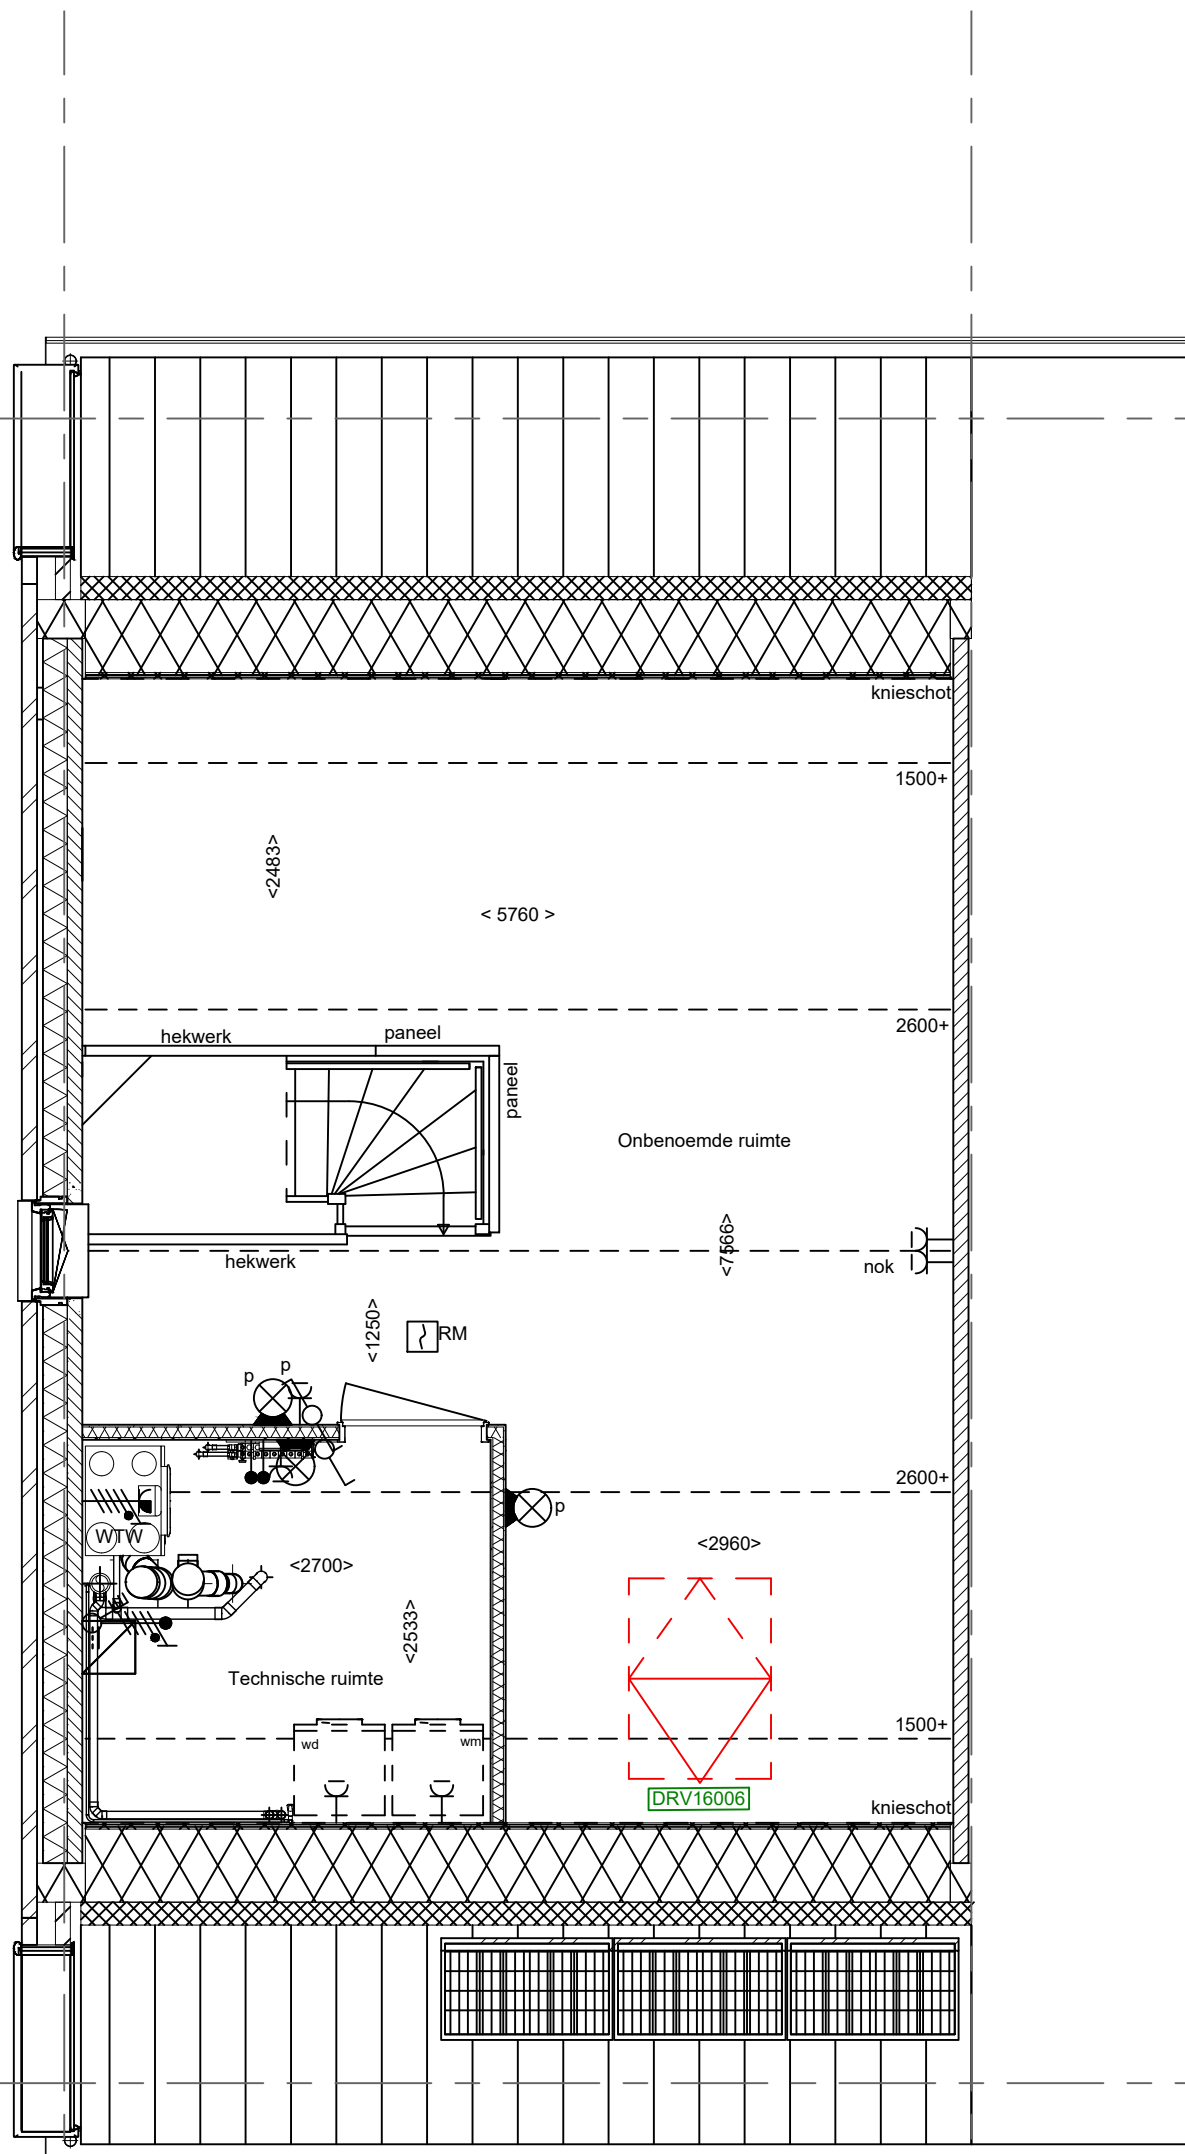 knieschot
1500+
<2483>
< 5760 >
2600+
hekwerk
paneel
paneel
Onbenoemde ruimte
<7566>
hekwerk
nok
<1250>
RM
p
p
2600+
p
WTW
<2700>
<2960>
<2533>
Technische ruimte
1500+
wd
wm
DRV16006
knieschot